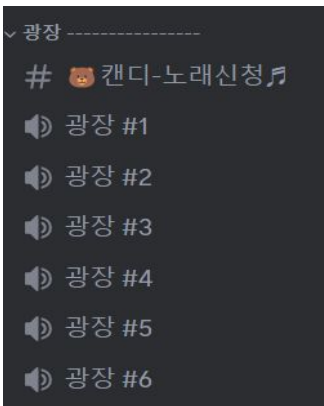 광장 ----------------
# 🐻캔디-노래신청♬
광장 #1
광장 #2
광장 #3
광장 #4
광장 #5
광장 #6